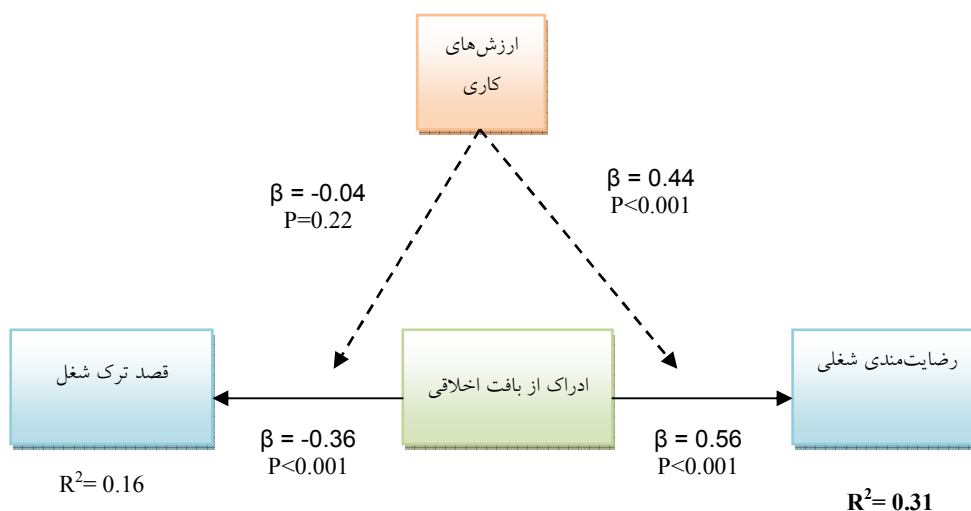 ارزش‌های
کاری
β = -0.04
P=0.22
β = 0.44
P<0.001
قصد ترک شغل
ادراک از بافت اخلاقی
رضایت‌مندی شغلی
β = -0.36
P<0.001
β = 0.56
P<0.001
R²= 0.16
R²= 0.31